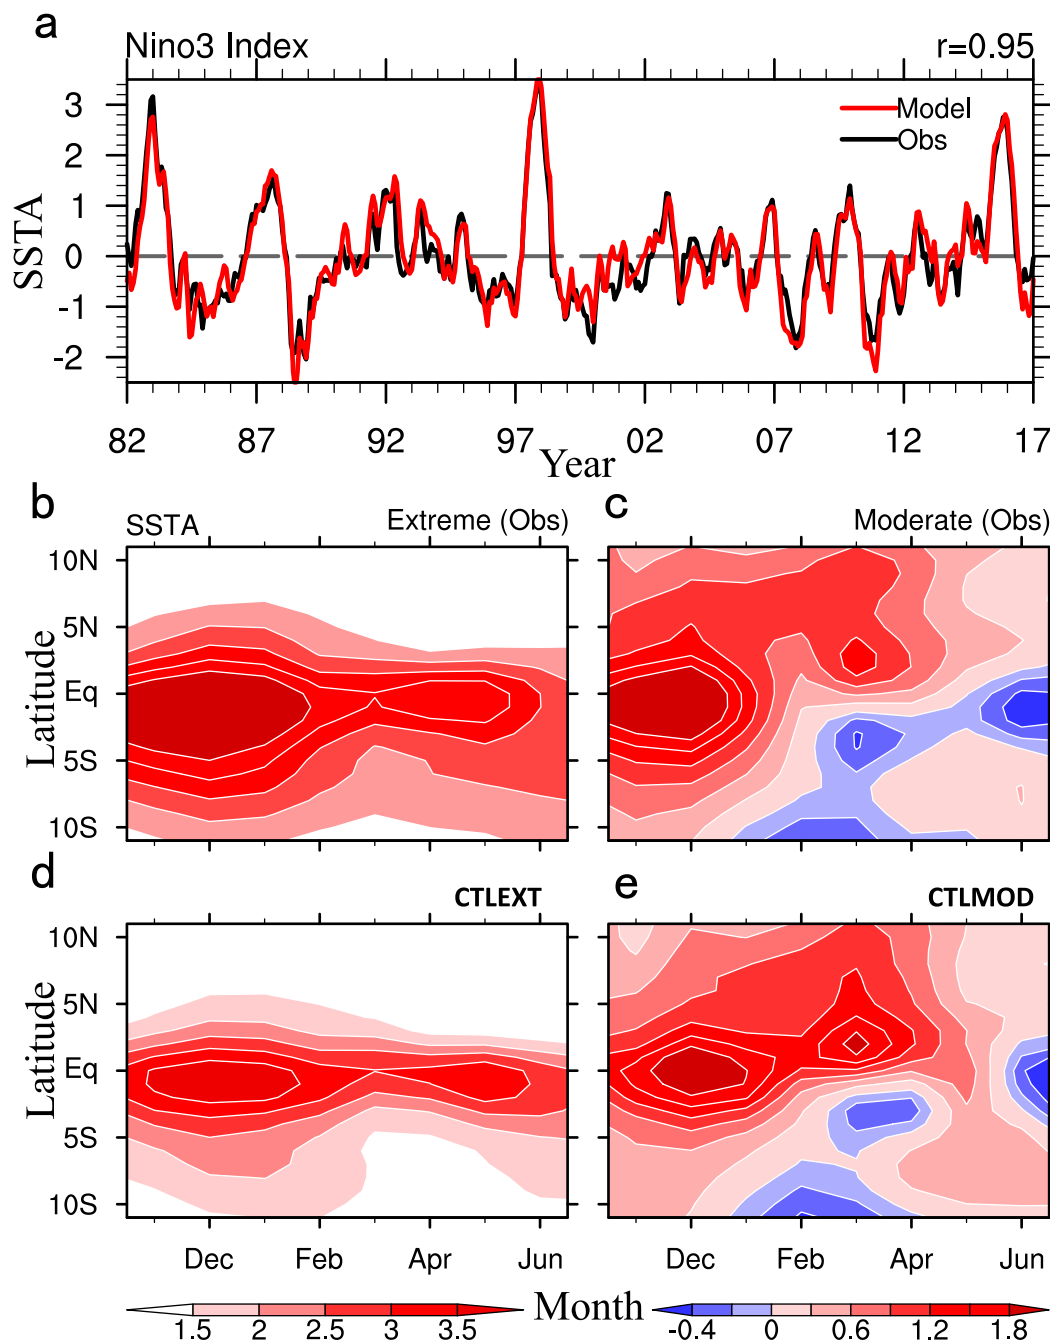 a
Nino3 Index
r=0.95
3
2
1
0
-1
-2
SSTA
Model
Obs
82
87
92
97
02
07
12
17
Year
b
SSTA
Extreme (Obs)
c
Moderate (Obs)
10N
5N
Eq
5S
10S
Latitude
d
CTLEXT
e
CTLMOD
10N
5N
Eq
5S
10S
Latitude
Dec
Feb
Apr
Jun
Dec
Feb
Apr
Jun
Month
1.5
2
2.5
3
3.5
-0.4
0
0.6
1.2
1.8